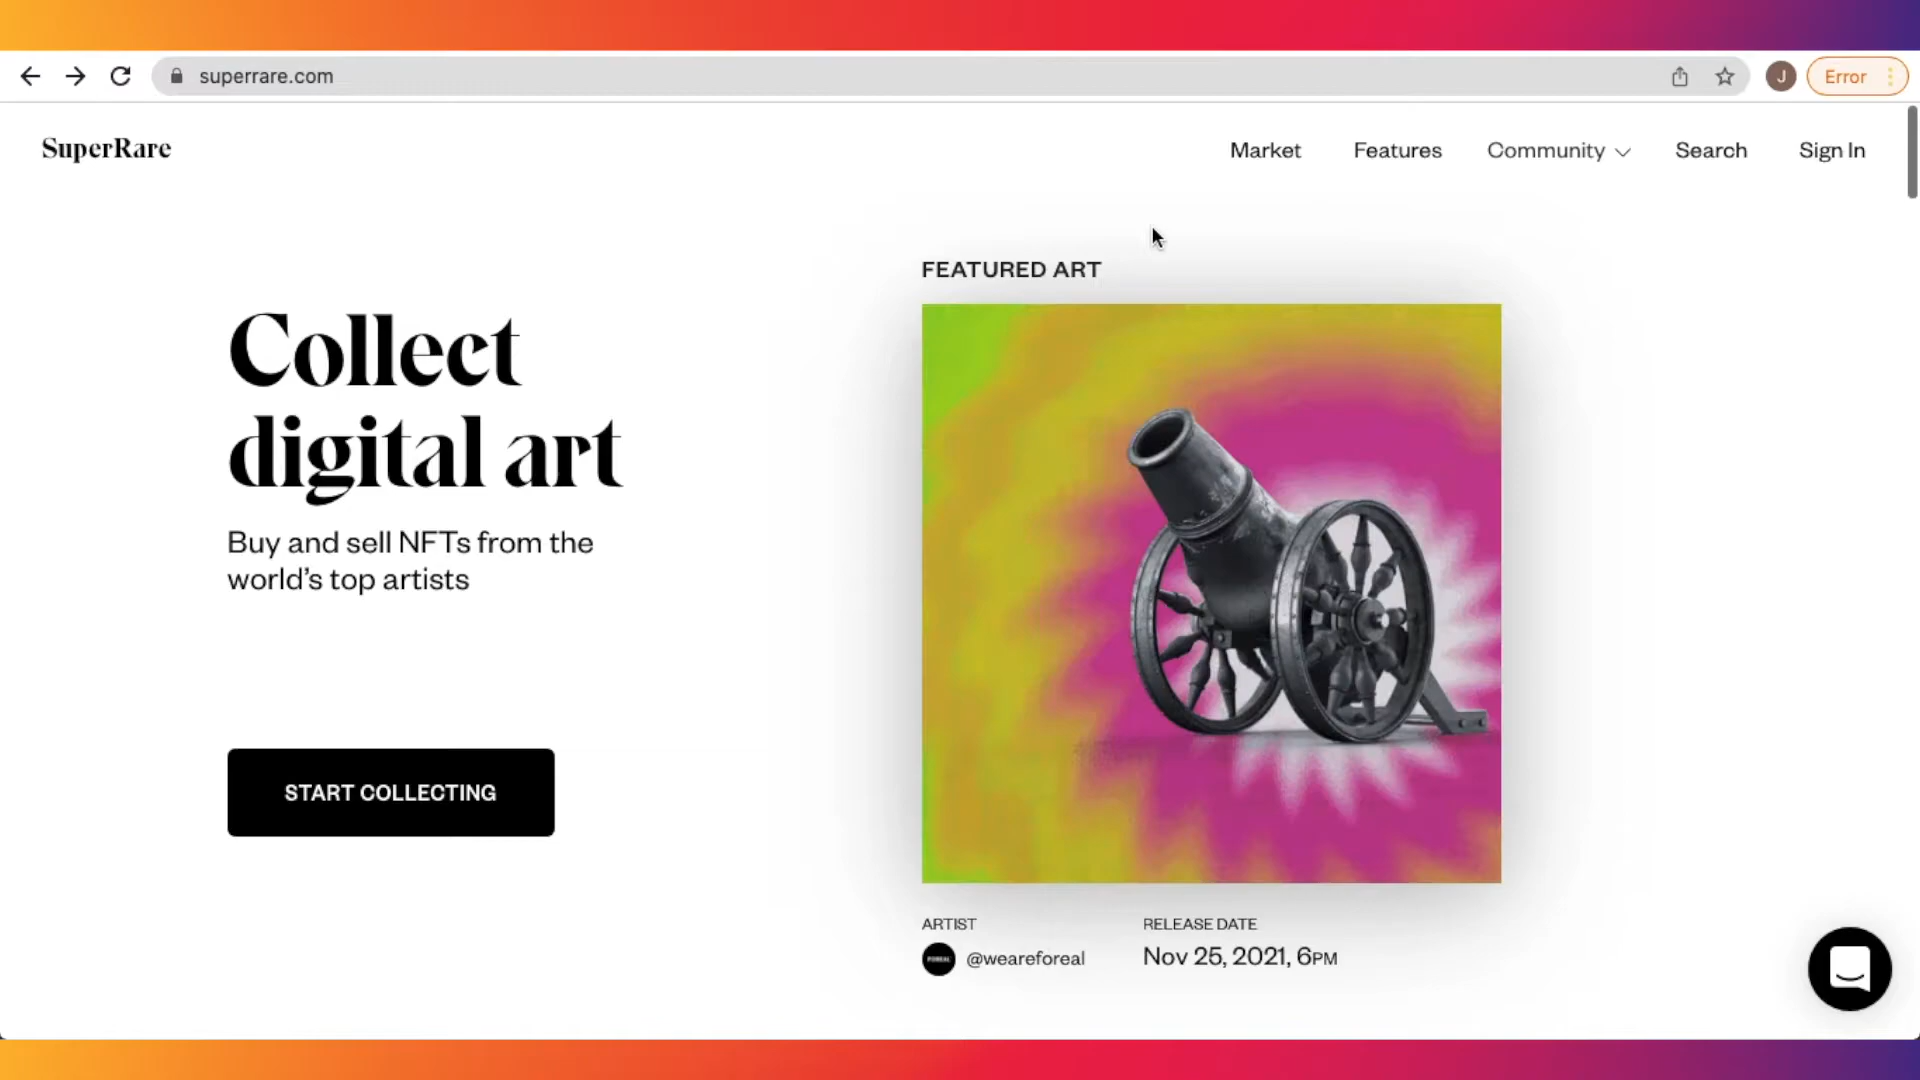 superrare.com
J
Error
SuperRare
Market Features Community Search Sign In
FEATURED ART
Collect
digital art
Buy and sell NFTs from the
world's top artists
START COLLECTING
ARTIST
RELEASE DATE
FOREAL
@weareforeal
Nov 25, 2021, 6PM